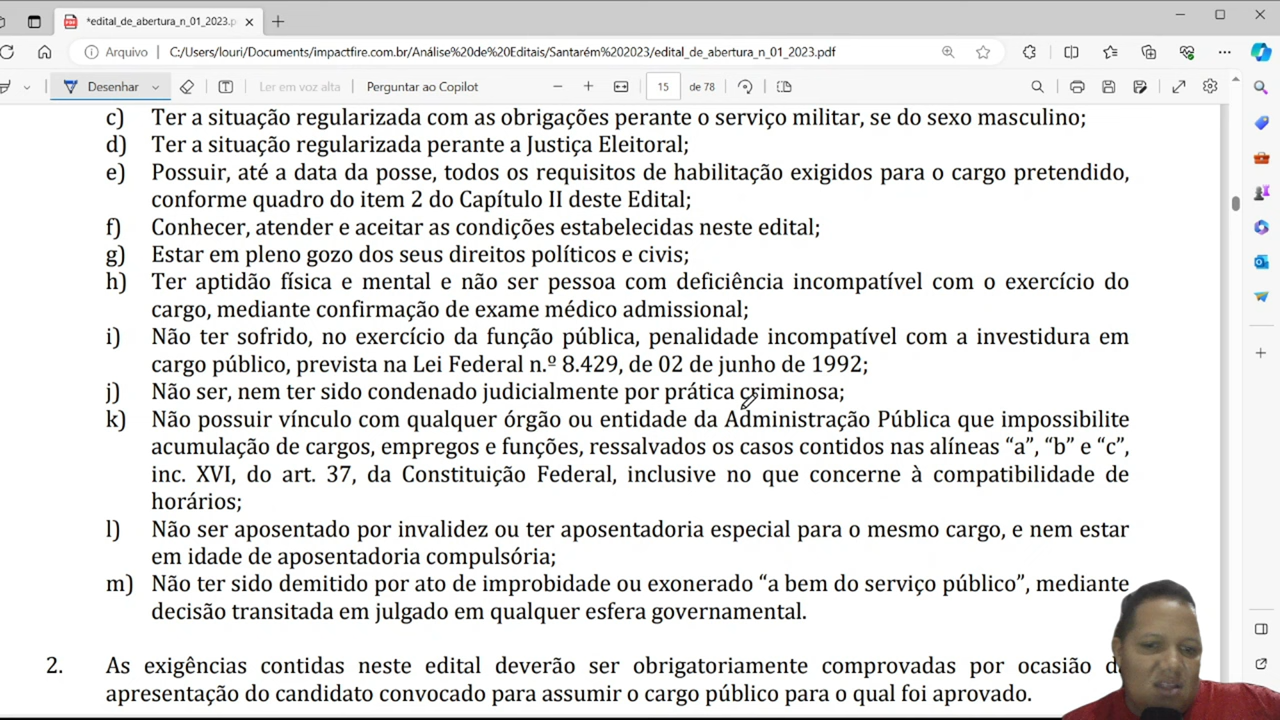 *edital_de_abertura_n_01_2023.p
Arquivo
C:/Users/louri/Documents/impactfire.com.br/Análise%20de%20Editais/Santarém%202023/edital_de_abertura_n_01_2023.pdf
Desenhar
Ler em voz alta
Perguntar ao Copilot
15 de 78
c) Ter a situação regularizada com as obrigações perante o serviço militar, se do sexo masculino;
d) Ter a situação regularizada perante a Justiça Eleitoral;
e) Possuir, até a data da posse, todos os requisitos de habilitação exigidos para o cargo pretendido,
conforme quadro do item 2 do Capítulo II deste Edital;
f) Conhecer, atender e aceitar as condições estabelecidas neste edital;
g) Estar em pleno gozo dos seus direitos políticos e civis;
h) Ter aptidão física e mental e não ser pessoa com deficiência incompatível com o exercício do
cargo, mediante confirmação de exame médico admissional;
i) Não ter sofrido, no exercício da função pública, penalidade incompatível com a investidura em
cargo público, prevista na Lei Federal n.º 8.429, de 02 de junho de 1992;
j) Não ser, nem ter sido condenado judicialmente por prática criminosa;
k) Não possuir vínculo com qualquer órgão ou entidade da Administração Pública que impossibilite
acumulação de cargos, empregos e funções, ressalvados os casos contidos nas alíneas “a”, “b” e “c”,
inc. XVI, do art. 37, da Constituição Federal, inclusive no que concerne à compatibilidade de
horários;
l) Não ser aposentado por invalidez ou ter aposentadoria especial para o mesmo cargo, e nem estar
em idade de aposentadoria compulsória;
m) Não ter sido demitido por ato de improbidade ou exonerado “a bem do serviço público”, mediante
decisão transitada em julgado em qualquer esfera governamental.
2. As exigências contidas neste edital deverão ser obrigatoriamente comprovadas por ocasião d
apresentação do candidato convocado para assumir o cargo público para o qual foi aprovado.